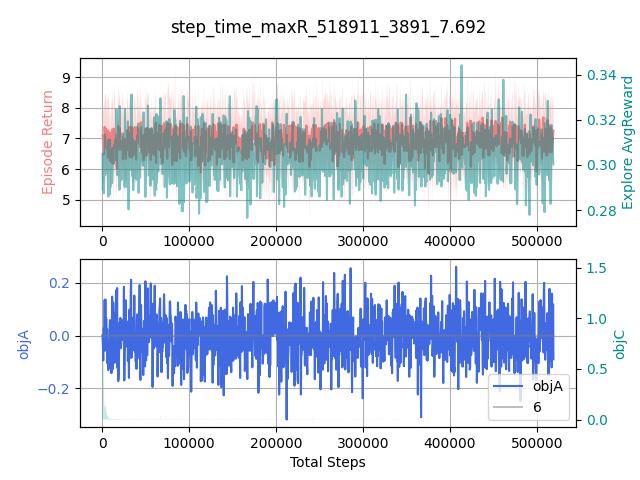 step_time_maxR_518911_3891_7.692
9
8
7
6
5
Episode Return
0.34
0.32
0.30
0.28
Explore AvgReward
0 100000 200000 300000 400000 500000
0.2
0.0
−0.2
objA
1.5
1.0
0.5
0.0
objC
objA
6
0 100000 200000 300000 400000 500000
Total Steps